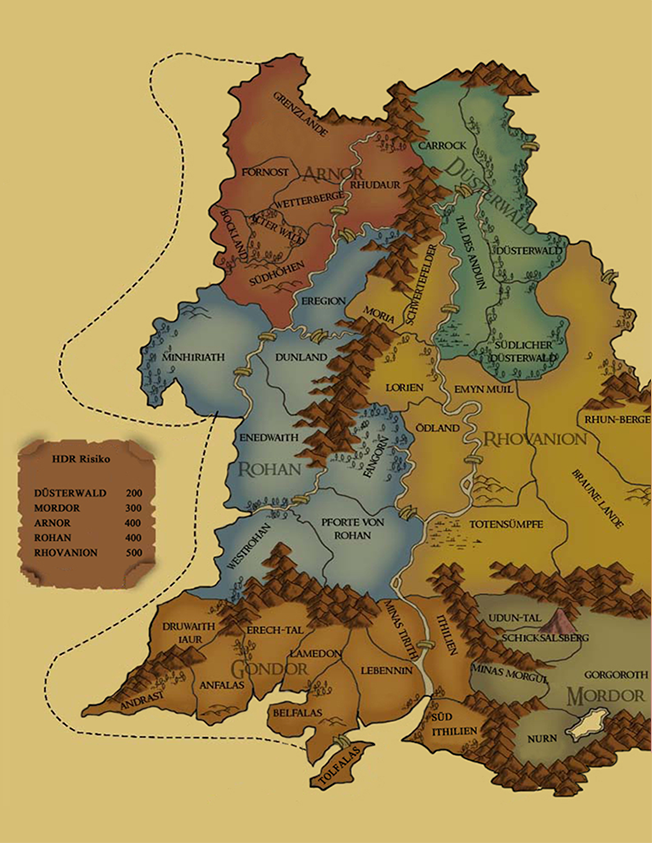 GRENZLANDE
CARROCK
FORNOST
ARNOR
DÜSTERWALD
RHUDAUR
WETTERBERGE
BOCKLAND
ALTER WALD
TAL DES ANDUIN
DÜSTERWALD
SCHWERTELFELDER
SÜDHÖHEN
EREGION
MORIA
MINHIRIATH
DUNLAND
SÜDLICHER
DÜSTERWALD
LORIEN
EMYN MUIL
RHUN-BERGE
ENEDWAITH
FANGORN
ÖDLAND
RHOVANION
ROHAN
HDR Risiko
DÜSTERWALD 200
MORDOR 300
ARNOR 400
ROHAN 400
RHOVANION 500
BRAUNE LANDE
WESTROHAN
PFORTE VON
ROHAN
TOTENSÜMPFE
DRUWAITH
IAUR
ERECH-TAL
MINAS TIRITH
ITHILIEN
UDUN-TAL
SCHICKSALSBERG
LAMEDON
GONDOR
LEBENNIN
MINAS MORGUL
GORGOROTH
ANDRAST
ANFALAS
MORDOR
BELFALAS
SÜD
ITHILIEN
NURN
TOLFALAS